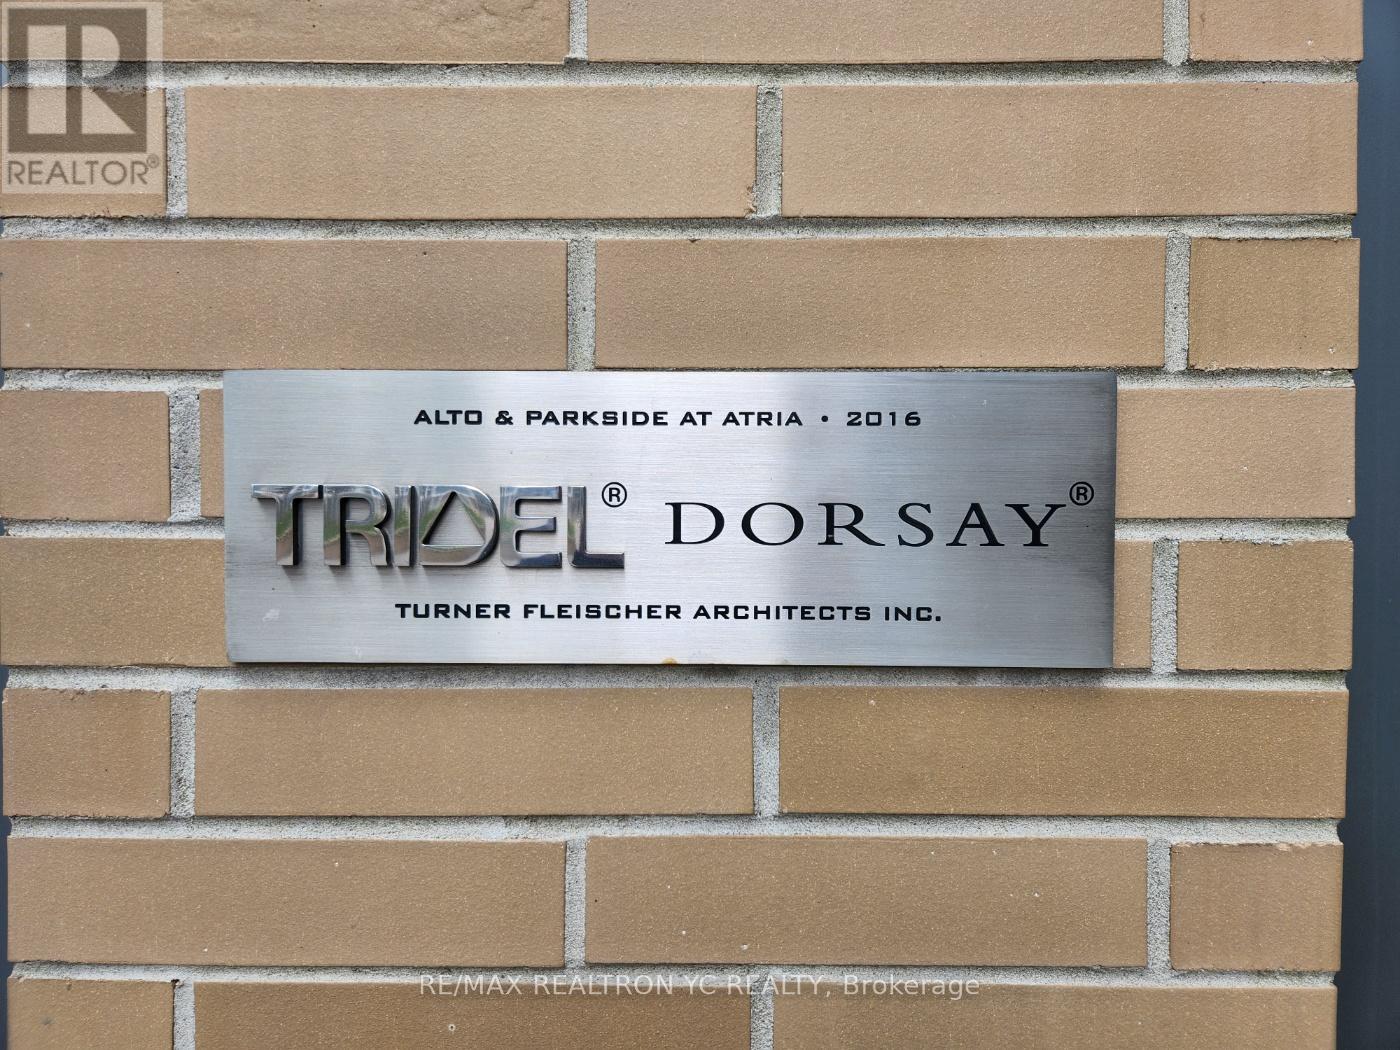 R
REALTOR®
ALTO & PARKSIDE AT ATRIA • 2016
TRIDEL® DORSAY®
TURNER FLEISCHER ARCHITECTS INC.
RE/MAX REALTRON YC REALTY, Brokerage